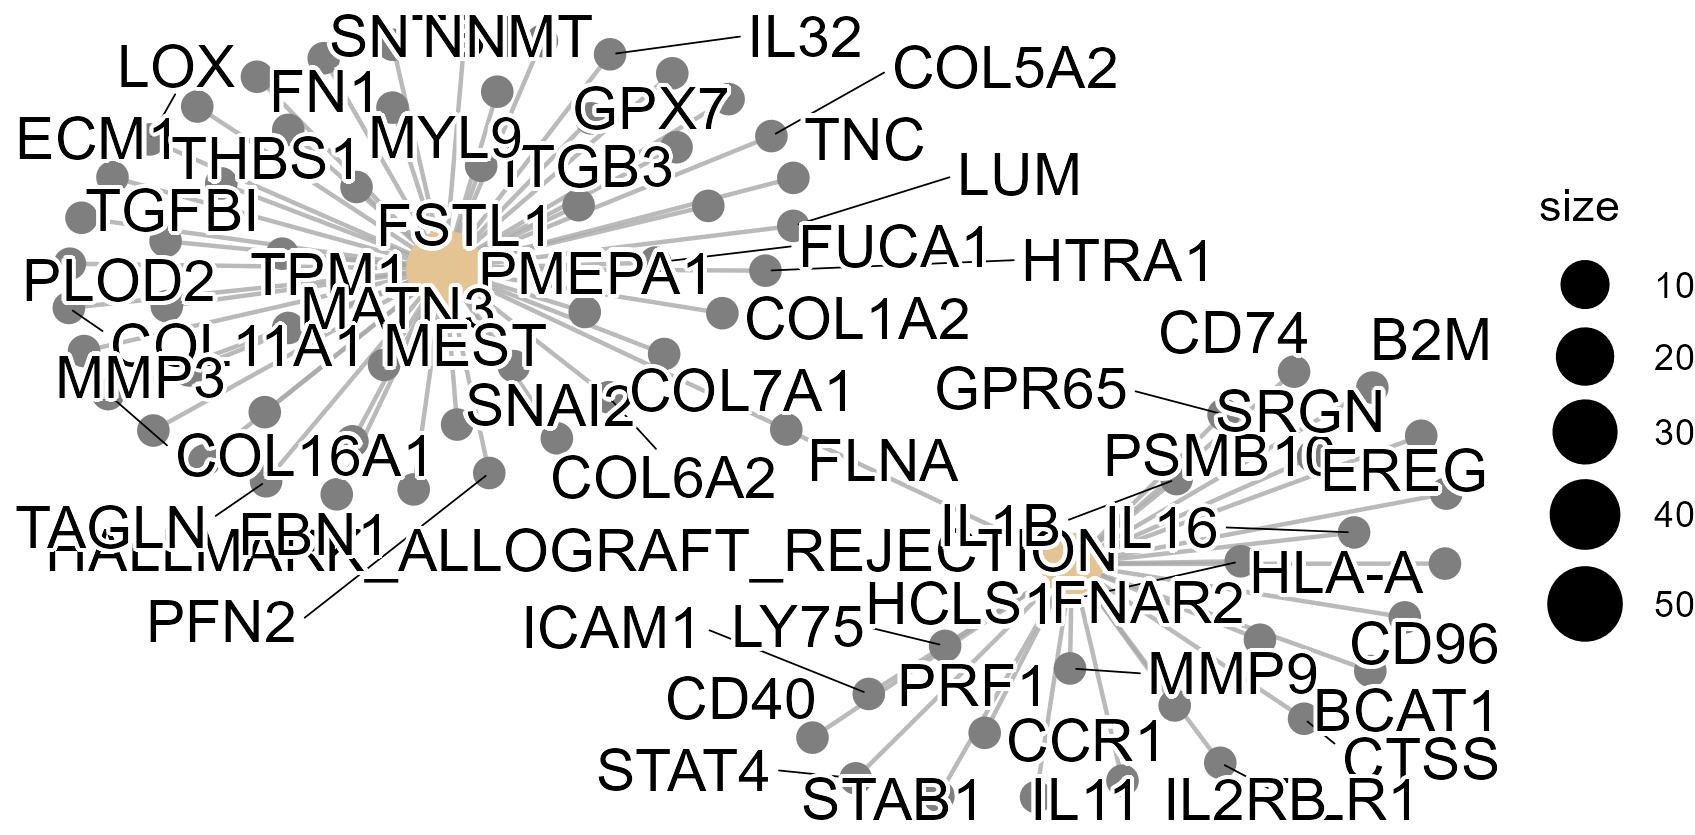 NNMT
IL32
LOX
COL5A2
FN1
GPX7
ECM1
THBS1
MYL9
ITGB3
TNC
LUM
TGFBI
FSTL1
FUCA1
HTRA1
PLOD2
TPM1
PMEPA1
MATN3
COL1A2
COL11A1
MEST
MMP3
SNAI2
COL7A1
COL16A1
COL6A2
FLNA
TAGLN
FBN1
HALLMARK_ALLOGRAFT_REJECTION
PFN2
CD74
B2M
GPR65
SRGN
PSMB10
EREG
IL1B
IL16
HLA-A
HCLS1
IFNAR2
ICAM1
LY75
CD96
PRF1
MMP9
CD40
BCAT1
CCR1
CTSS
STAT4
STAB1
IL11
IL2RB
size
10
20
30
40
50